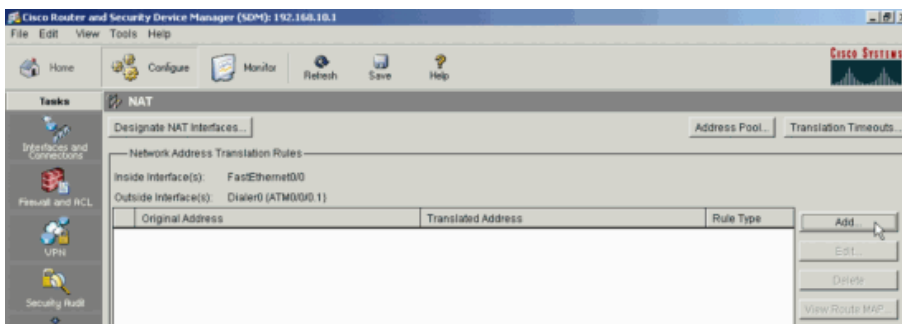 Cisco Router and Security Device Manager (SDM): 192.168.10.1
File Edit View Tools Help
Home Configure Monitor Refresh Save Help
CISCO SYSTEMS
Tasks
NAT
Designate NAT Interfaces... Address Pool... Translation Timeouts...
Interfaces and Connections
Network Address Translation Rules
Inside Interface(s): FastEthernet0/0
Outside Interface(s): Dialer0 (ATM0/0/0.1)
Firewall and ACL
Original Address Translated Address Rule Type
Add...
VPN
Edit...
Delete
Security Audit
View Route MAP...